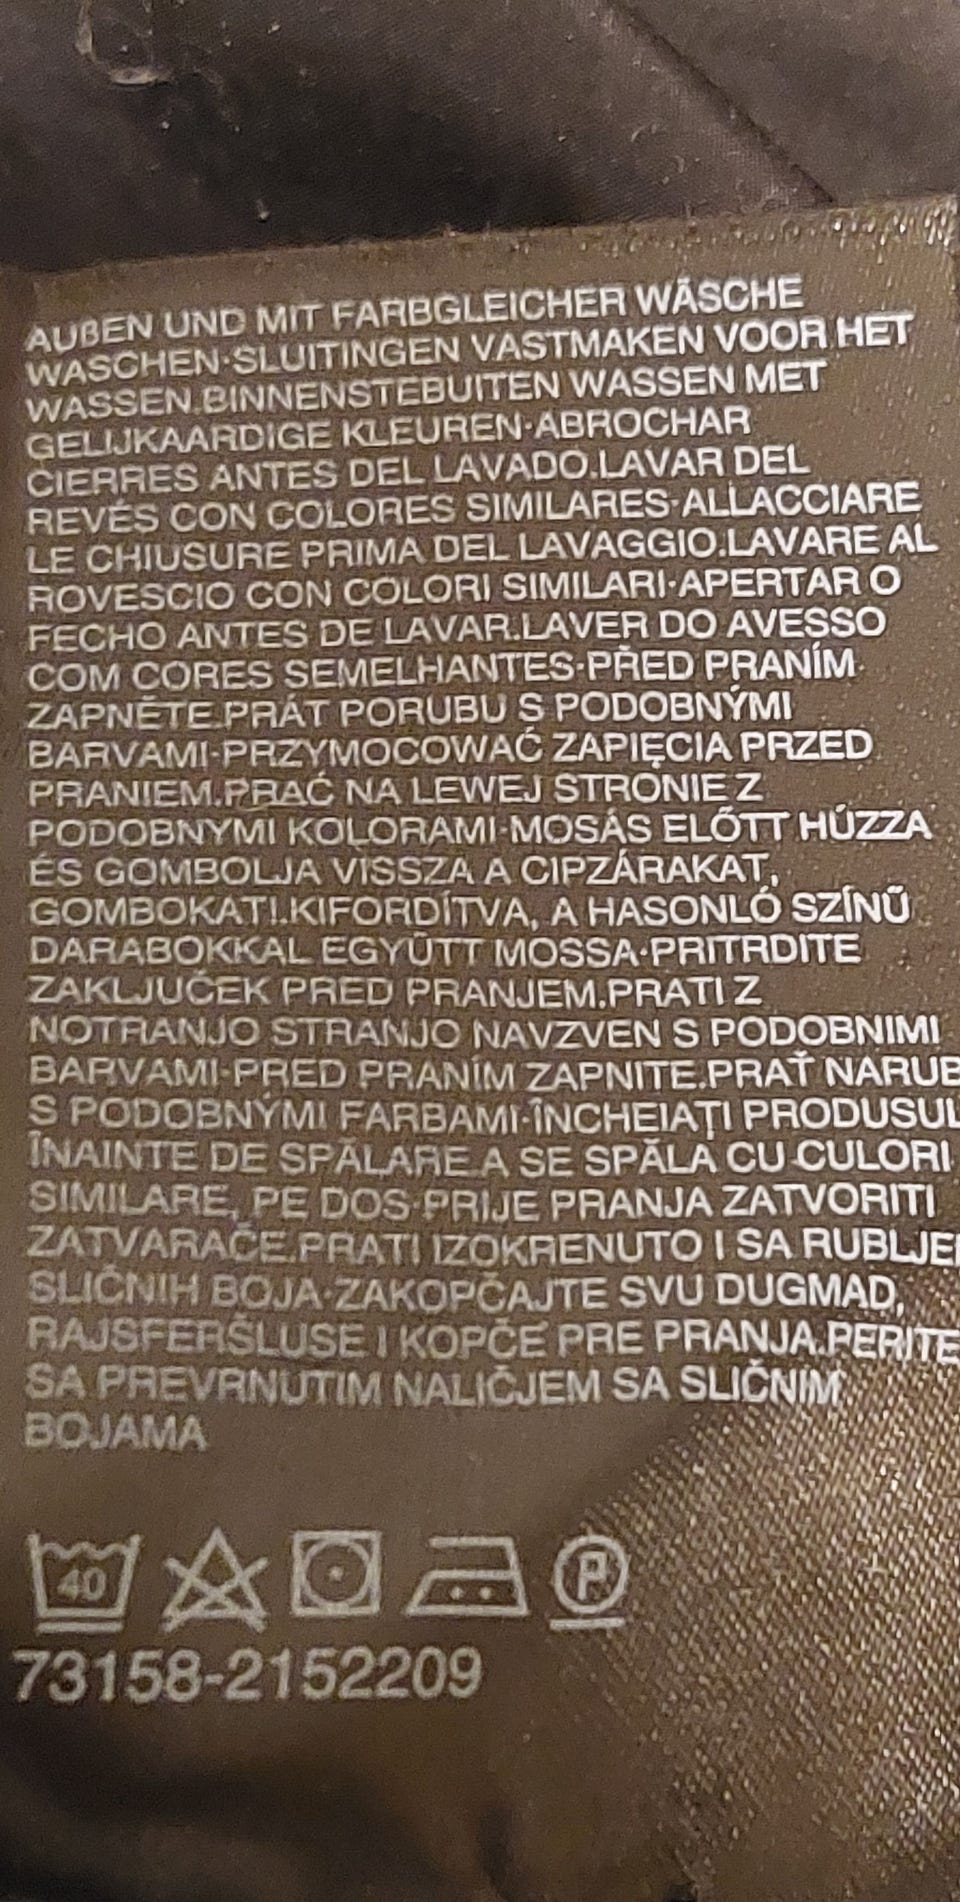 AUßEN UND MIT FARBGLEICHER WÄSCHE
WASCHEN·SLUITINGEN VASTMAKEN VOOR HET
WASSEN.BINNENSTEBUITEN WASSEN MET
GELIJKAARDIGE KLEUREN·ABROCHAR
CIERRES ANTES DEL LAVADO.LAVAR DEL
REVÉS CON COLORES SIMILARES·ALLACCIARE
LE CHIUSURE PRIMA DEL LAVAGGIO.LAVARE AL
ROVESCIO CON COLORI SIMILARI·APERTAR O
FECHO ANTES DE LAVAR.LAVER DO AVESSO
COM CORES SEMELHANTES·PŘED PRANÍM
ZAPNĚTE.PRÁT PORUBU S PODOBNÝMI
BARVAMI·PRZYMOCOWAĆ ZAPIĘCIA PRZED
PRANIEM.PRAĆ NA LEWEJ STRONIE Z
PODOBNYMI KOLORAMI·MOSÁS ELŐTT HÚZZA
ÉS GOMBOLJA VISSZA A CIPZÁRAKAT,
GOMBOKAT!.KIFORDÍTVA, A HASONLÓ SZÍNŰ
DARABOKKAL EGYÜTT MOSSA·PRITRDITE
ZAKLJUČEK PRED PRANJEM.PRATI Z
NOTRANJO STRANJO NAVZVEN S PODOBNIMI
BARVAMI·PRED PRANÍM ZAPNITE.PRAŤ NARUB
S PODOBNÝMI FARBAMI·ÎNCHEIAȚI PRODUSUL
ÎNAINTE DE SPĂLARE.A SE SPĂLA CU CULORI
SIMILARE, PE DOS·PRIJE PRANJA ZATVORITI
ZATVARAČE.PRATI IZOKRENUTO I SA RUBLJEM
SLIČNIH BOJA·ZAKOPČAJTE SVU DUGMAD,
RAJSFERŠLUSE I KOPČE PRE PRANJA.PERITE
SA PREVRNUTIM NALIČJEM SA SLIČNIM
BOJAMA
40 P
73158-2152209